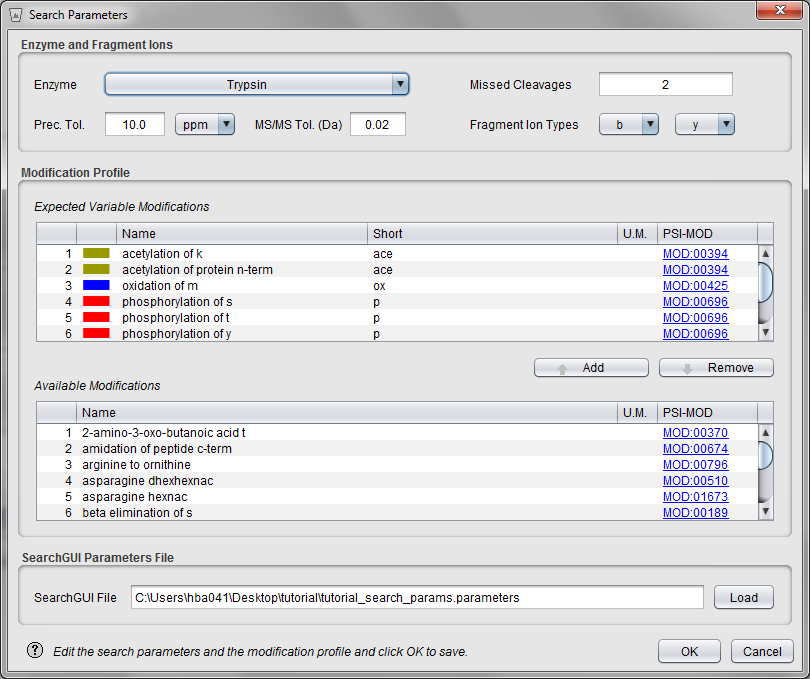 Search Parameters
Enzyme and Fragment Ions
Enzyme Trypsin Missed Cleavages 2
Prec. Tol. 10.0 ppm MS/MS Tol. (Da) 0.02 Fragment Ion Types b y
Modification Profile
Expected Variable Modifications
Name Short U.M. PSI-MOD
1 acetylation of k ace MOD:00394
2 acetylation of protein n-term ace MOD:00394
3 oxidation of m ox MOD:00425
4 phosphorylation of s p MOD:00696
5 phosphorylation of t p MOD:00696
6 phosphorylation of y p MOD:00696
Add Remove
Available Modifications
Name U.M. PSI-MOD
1 2-amino-3-oxo-butanoic acid t MOD:00370
2 amidation of peptide c-term MOD:00674
3 arginine to ornithine MOD:00796
4 asparagine dhexhexnac MOD:00510
5 asparagine hexnac MOD:01673
6 beta elimination of s MOD:00189
SearchGUI Parameters File
SearchGUI File C:\Users\hba041\Desktop\tutorial\tutorial_search_params.parameters Load
? Edit the search parameters and the modification profile and click OK to save. OK Cancel